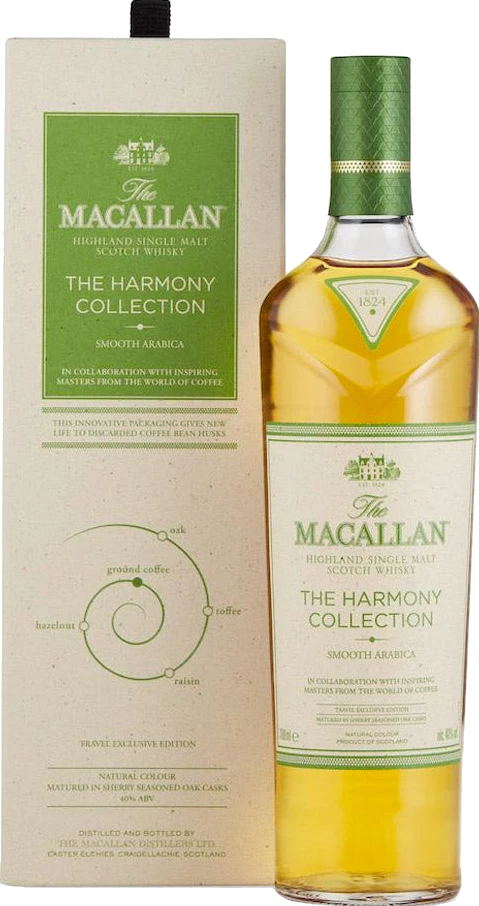 EST. 1824
The
MACALLAN
HIGHLAND SINGLE MALT
SCOTCH WHISKY
THE HARMONY
COLLECTION
SMOOTH ARABICA
IN COLLABORATION WITH INSPIRING
MASTERS FROM THE WORLD OF COFFEE
THIS INNOVATIVE PACKAGING GIVES NEW
LIFE TO DISCARDED COFFEE BEAN HUSKS
oak
ground coffee
toffee
hazelnut
raisin
TRAVEL EXCLUSIVE EDITION
NATURAL COLOUR
MATURED IN SHERRY SEASONED OAK CASKS
40% ABV
DISTILLED AND BOTTLED BY
THE MACALLAN DISTILLERS LTD.
EASTER ELCHIES, CRAIGELLACHIE, SCOTLAND
EST
1824
EST. 1824
The
MACALLAN
HIGHLAND SINGLE MALT
SCOTCH WHISKY
THE HARMONY
COLLECTION
SMOOTH ARABICA
IN COLLABORATION WITH INSPIRING
MASTERS FROM THE WORLD OF COFFEE
TRAVEL EXCLUSIVE EDITION
MATURED IN SHERRY SEASONED OAK CASKS
NATURAL COLOUR
PRODUCT OF SCOTLAND
700ml e
alc. 40% vol